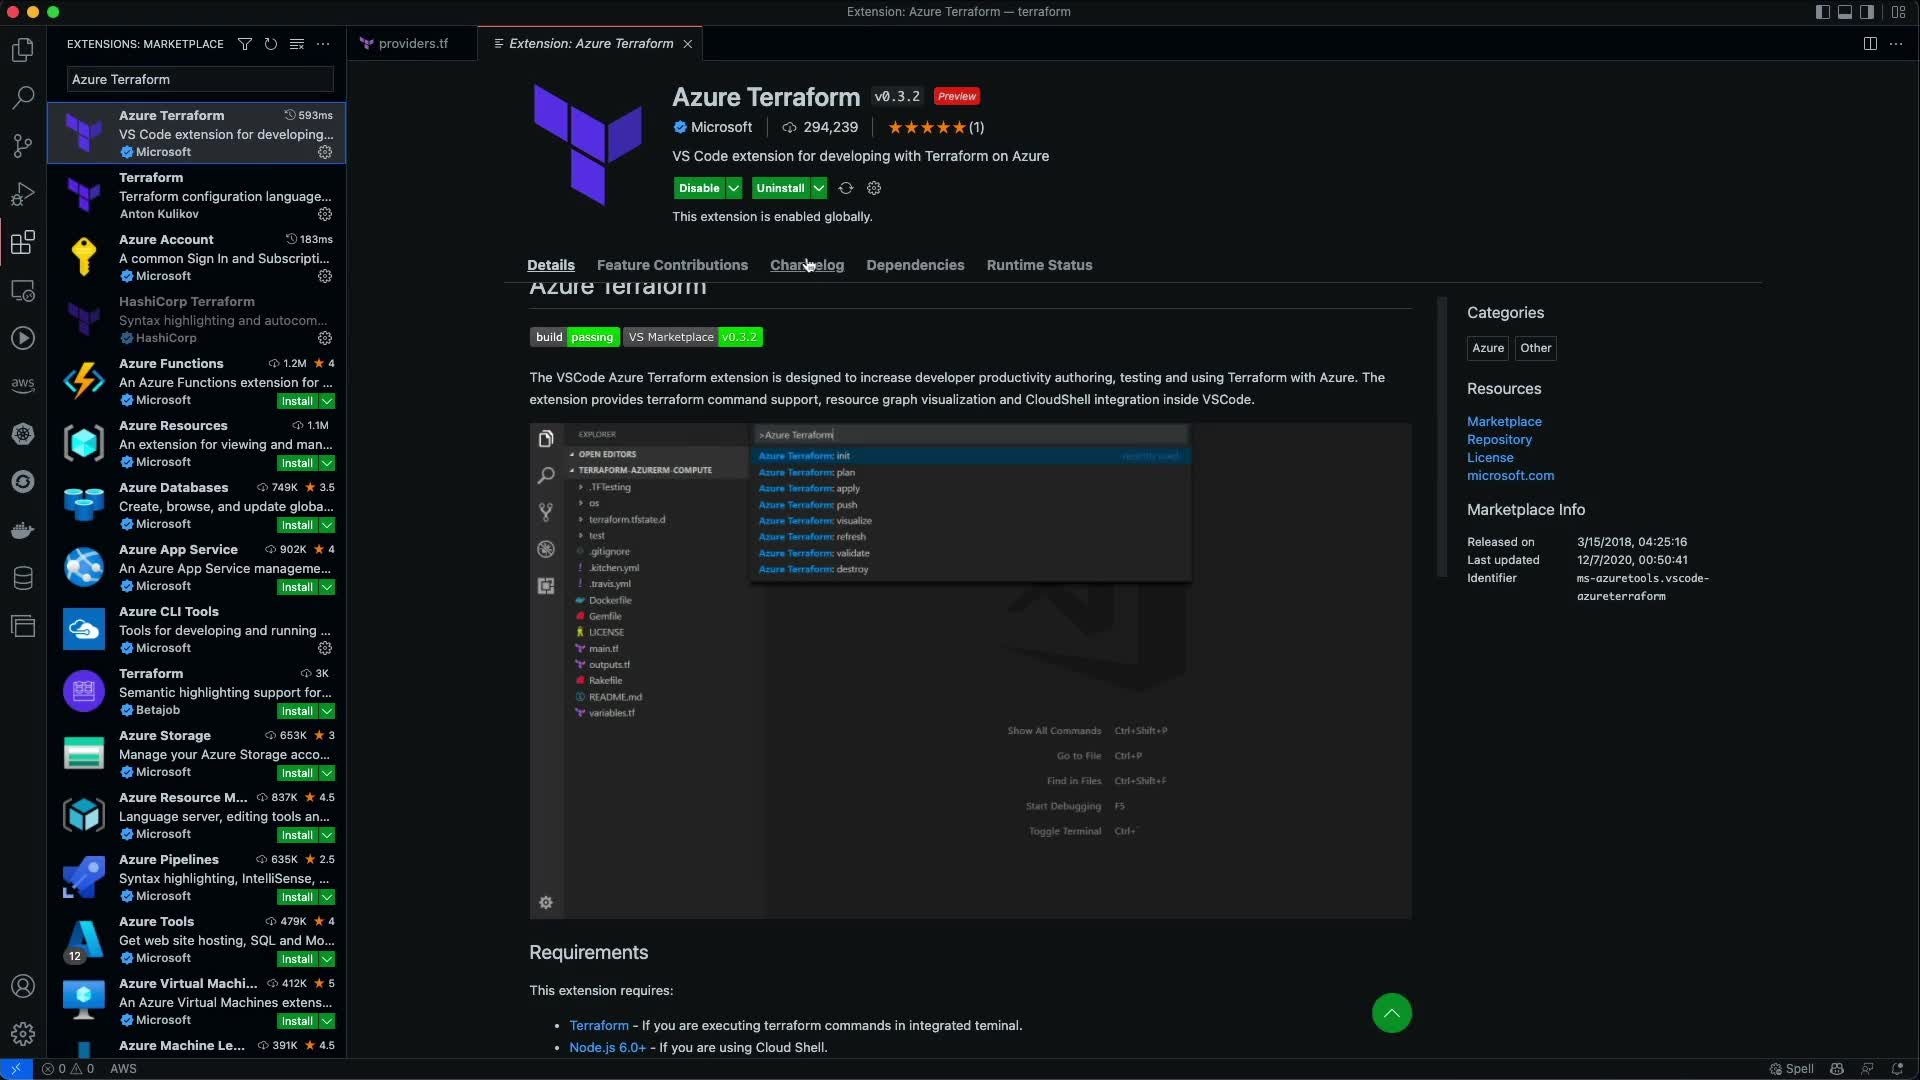 Extension: Azure Terraform — terraform
EXTENSIONS: MARKETPLACE
providers.tf
Extension: Azure Terraform
Azure Terraform
Azure Terraform 593ms
VS Code extension for developing...
Microsoft
Terraform
Terraform configuration language...
Anton Kulikov
Azure Account 183ms
A common Sign In and Subscripti...
Microsoft
HashiCorp Terraform
Syntax highlighting and autocom...
HashiCorp
Azure Functions 1.2M ★ 4
An Azure Functions extension for ...
Microsoft Install
Azure Resources 1.1M
An extension for viewing and man...
Microsoft Install
Azure Databases 749K ★ 3.5
Create, browse, and update globa...
Microsoft Install
Azure App Service 902K ★ 4
An Azure App Service manageme...
Microsoft Install
Azure CLI Tools
Tools for developing and running ...
Microsoft
Terraform 3K
Semantic highlighting support for...
Betajob Install
Azure Storage 653K ★ 3
Manage your Azure Storage acco...
Microsoft Install
Azure Resource M... 837K ★ 4.5
Language server, editing tools an...
Microsoft Install
Azure Pipelines 635K ★ 2.5
Syntax highlighting, IntelliSense, ...
Microsoft Install
Azure Tools 479K ★ 4
Get web site hosting, SQL and Mo...
12
Microsoft Install
Azure Virtual Machi... 412K ★ 5
An Azure Virtual Machines extens...
Microsoft Install
Azure Machine Le... 391K ★ 4.5
aws
Azure Terraform v0.3.2 Preview
Microsoft 294,239 ★★★★★(1)
VS Code extension for developing with Terraform on Azure
Disable Uninstall
This extension is enabled globally.
Details Feature Contributions Changelog Dependencies Runtime Status
Azure Terraform
build passing VS Marketplace v0.3.2
The VSCode Azure Terraform extension is designed to increase developer productivity authoring, testing and using Terraform with Azure. The
extension provides terraform command support, resource graph visualization and CloudShell integration inside VSCode.
EXPLORER
OPEN EDITORS
TERRAFORM-AZURERM-COMPUTE
.TFTesting
os
terraform.tfstate.d
test
.gitignore
.kitchen.yml
.travis.yml
Dockerfile
Gemfile
LICENSE
main.tf
outputs.tf
Rakefile
README.md
variables.tf
>Azure Terraform
Azure Terraform: init recently used
Azure Terraform: plan
Azure Terraform: apply
Azure Terraform: push
Azure Terraform: visualize
Azure Terraform: refresh
Azure Terraform: validate
Azure Terraform: destroy
Show All Commands Ctrl+Shift+P
Go to File Ctrl+P
Find in Files Ctrl+Shift+F
Start Debugging F5
Toggle Terminal Ctrl+`
Requirements
This extension requires:
• Terraform - If you are executing terraform commands in integrated teminal.
• Node.js 6.0+ - If you are using Cloud Shell.
Categories
Azure Other
Resources
Marketplace
Repository
License
microsoft.com
Marketplace Info
Released on 3/15/2018, 04:25:16
Last updated 12/7/2020, 00:50:41
Identifier ms-azuretools.vscode-
azureterraform
0 0 AWS
Spell